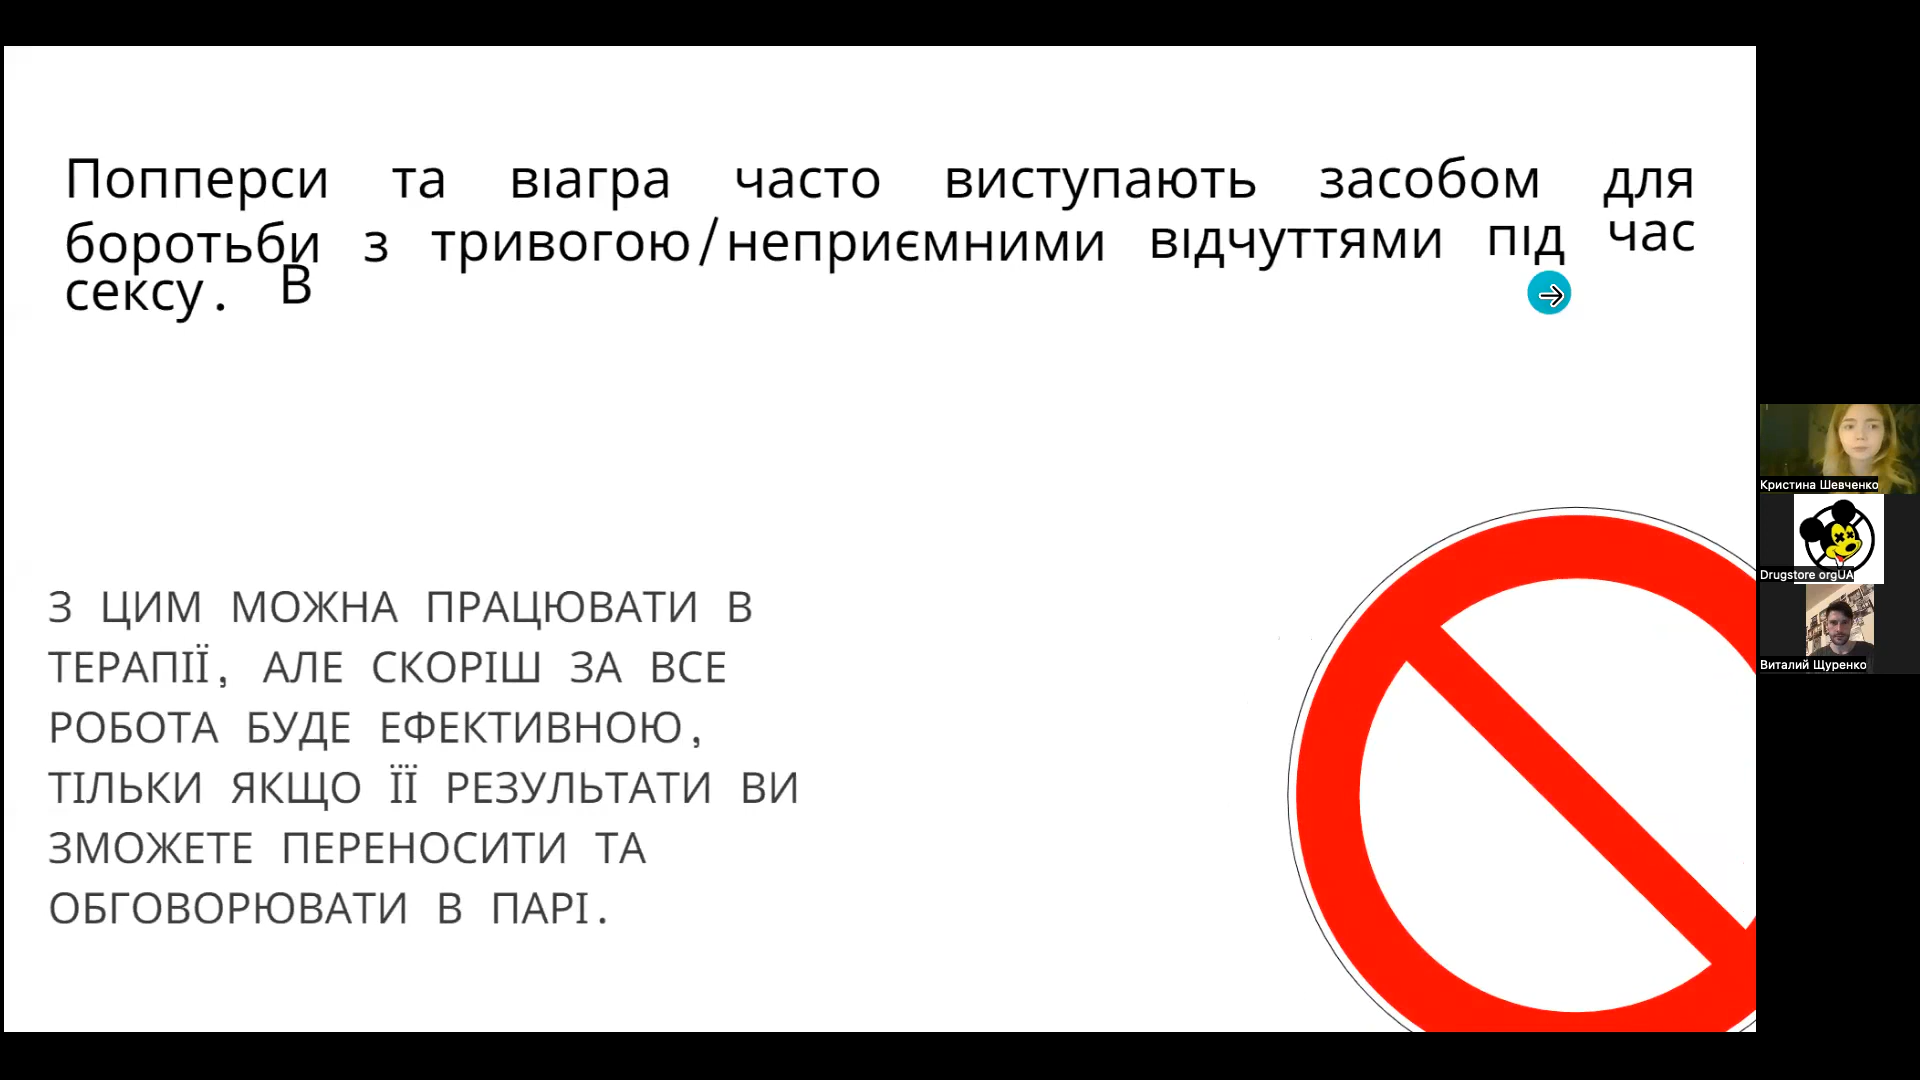 Попперси та віагра часто виступають засобом для
боротьби з тривогою/неприємними відчуттями під час
сексу. В
З ЦИМ МОЖНА ПРАЦЮВАТИ В
ТЕРАПІЇ, АЛЕ СКОРІШ ЗА ВСЕ
РОБОТА БУДЕ ЕФЕКТИВНОЮ,
ТІЛЬКИ ЯКЩО ЇЇ РЕЗУЛЬТАТИ ВИ
ЗМОЖЕТЕ ПЕРЕНОСИТИ ТА
ОБГОВОРЮВАТИ В ПАРІ.
Кристина Шевченко
Drugstore orgUA
Виталий Щуренко